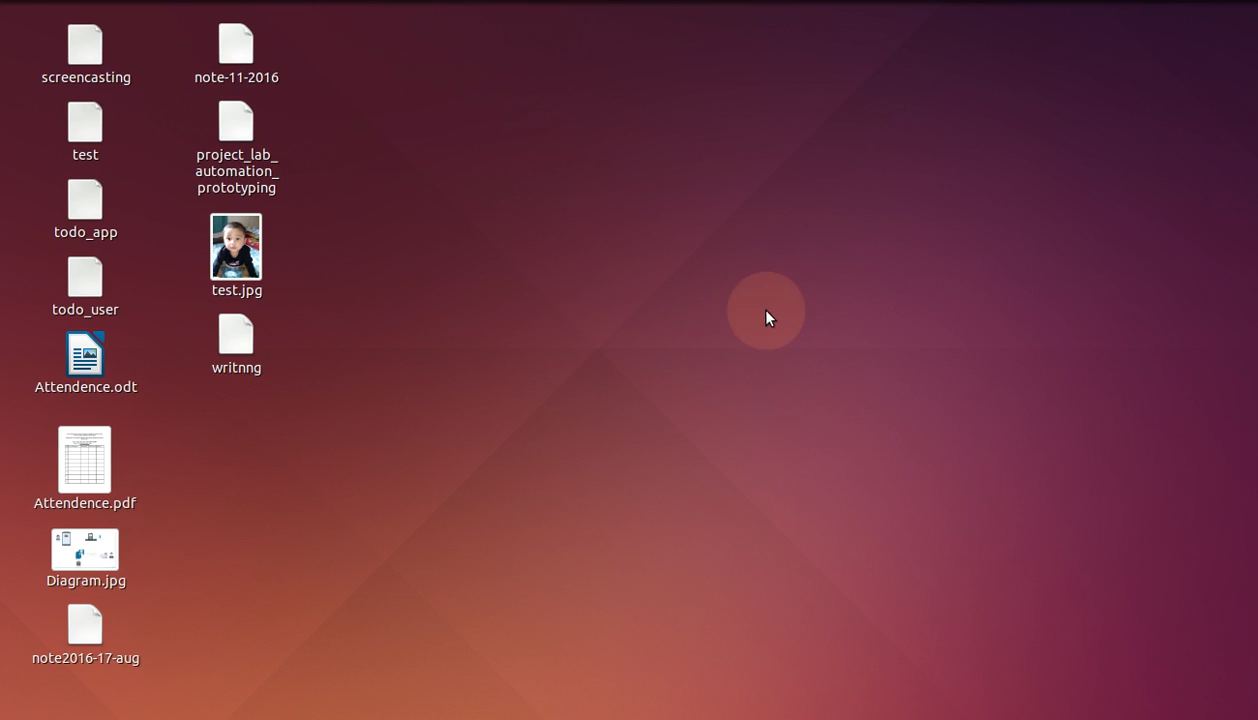 screencasting
test
todo_app
todo_user
Attendence.odt
Attendence.pdf
Diagram.jpg
note2016-17-aug
note-11-2016
project_lab_
automation_
prototyping
test.jpg
writnng